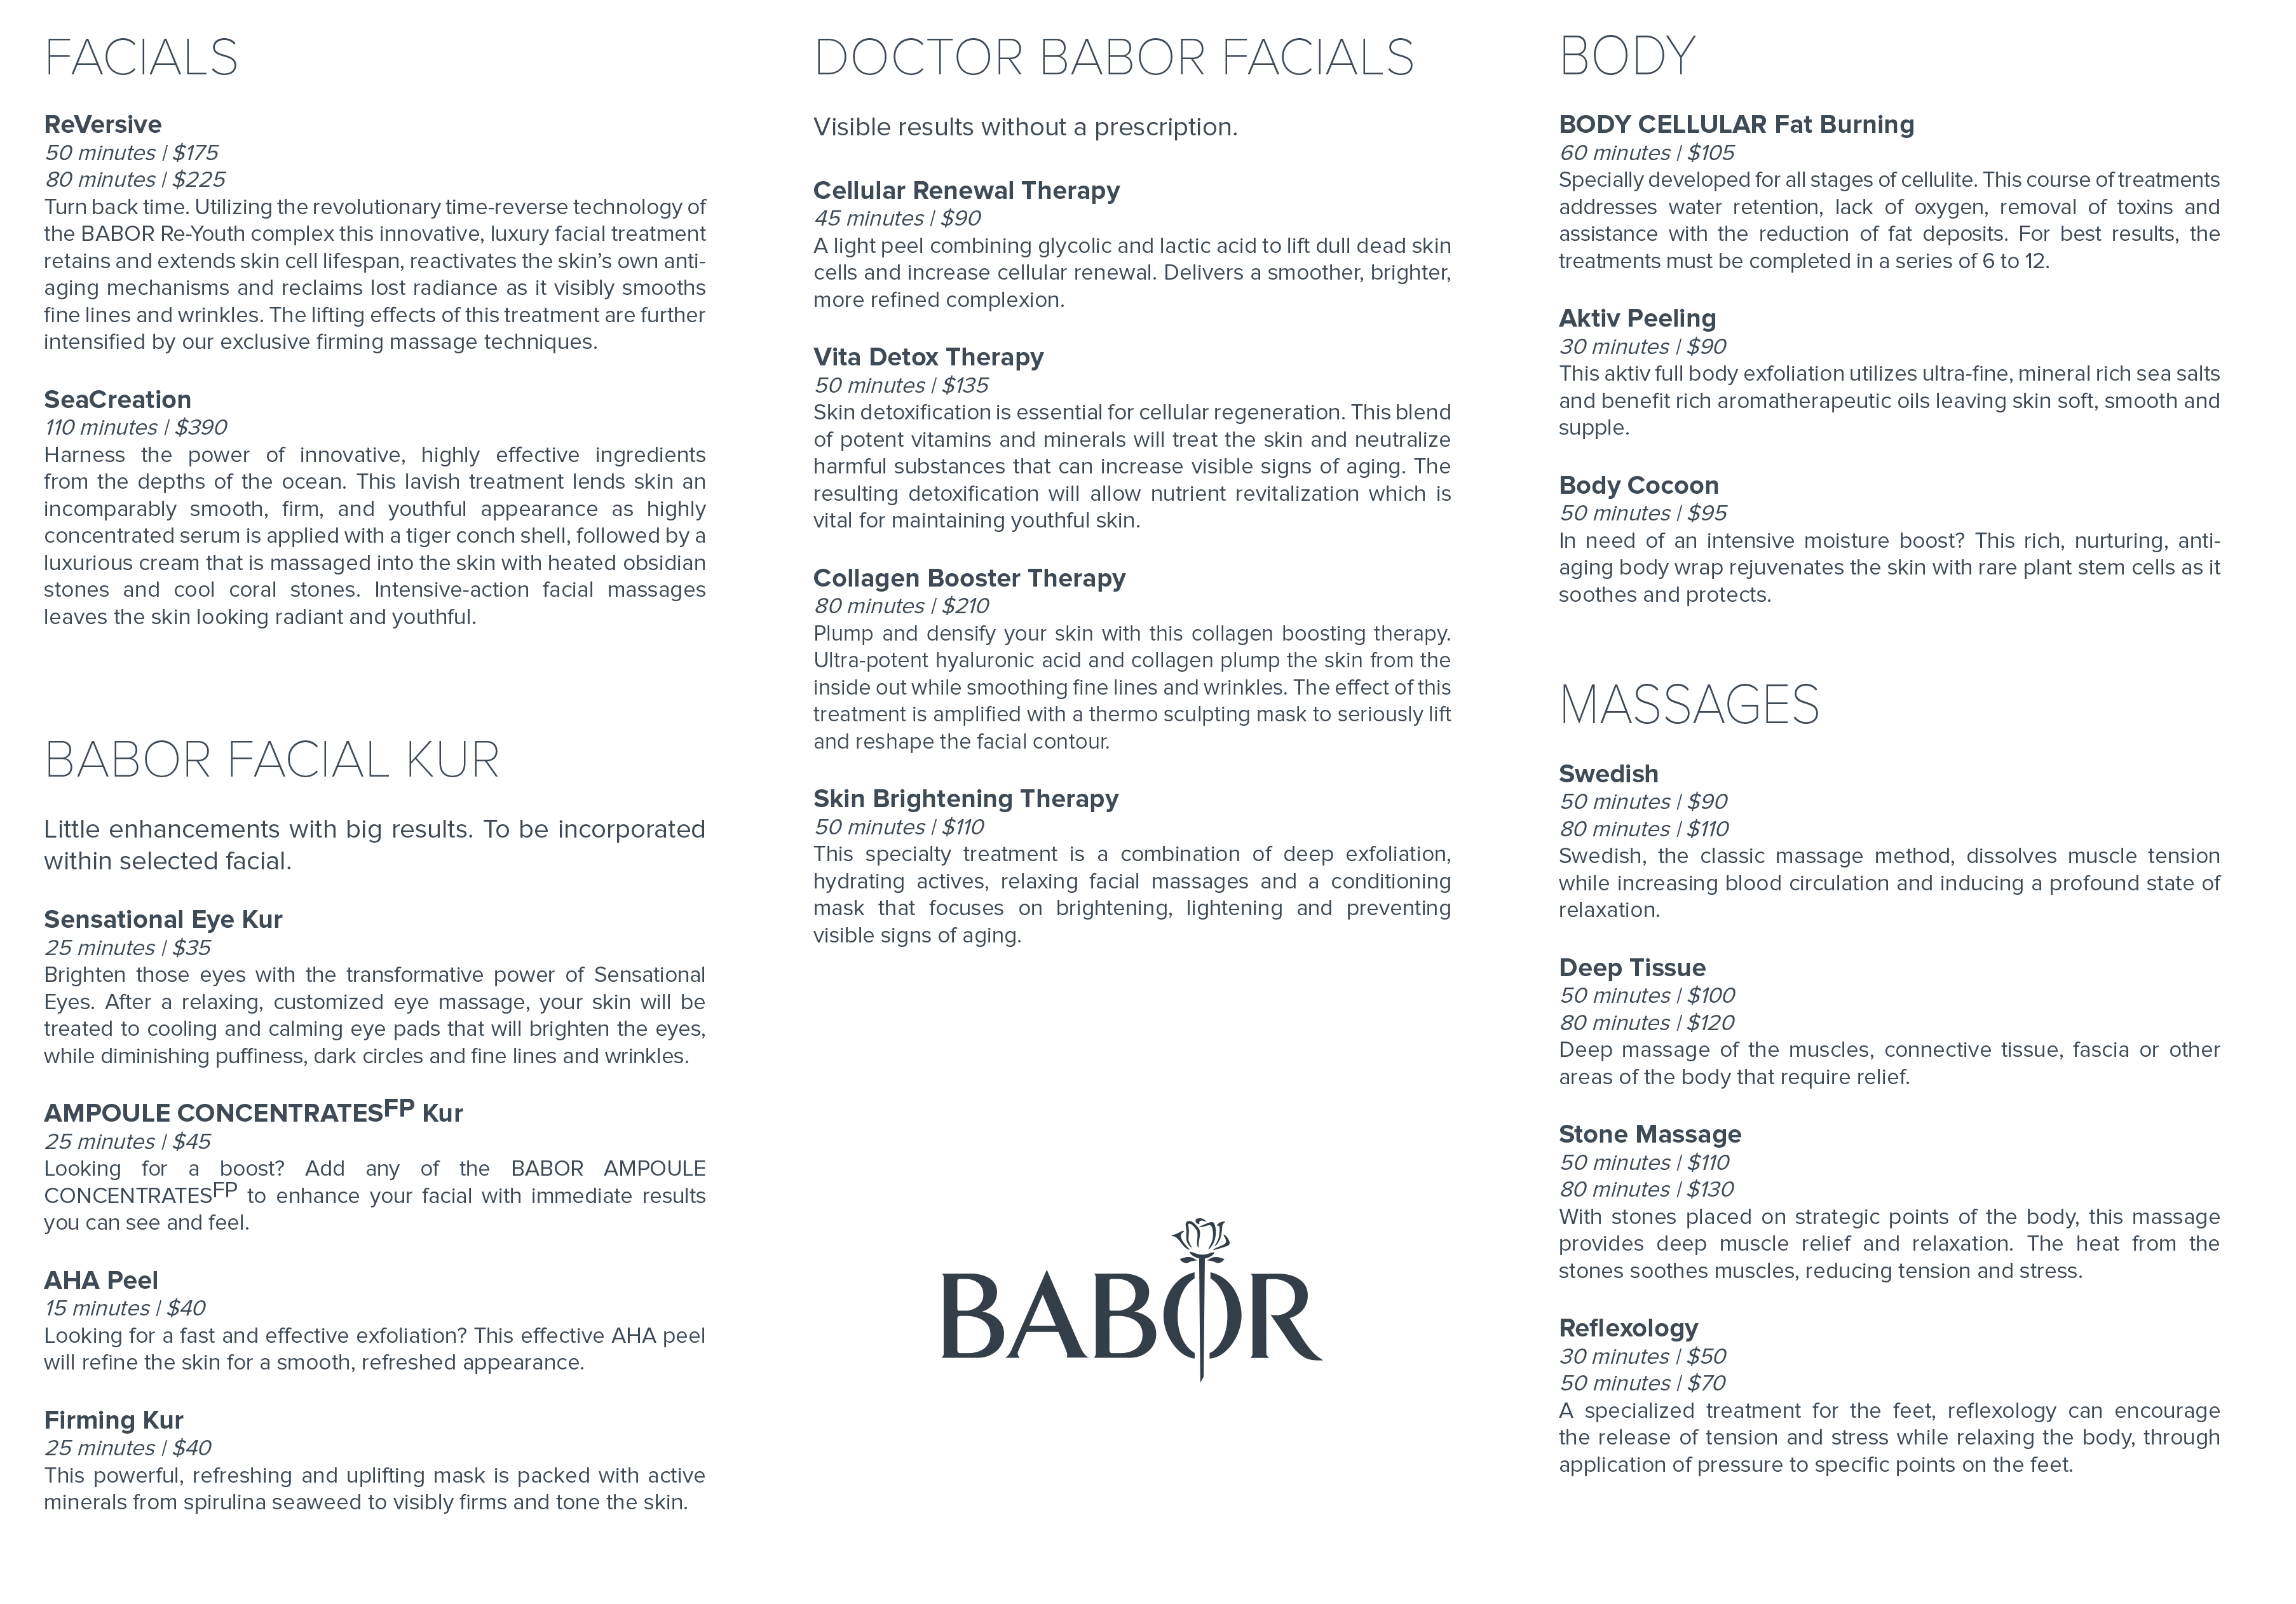 FACIALS
ReVersive
50 minutes | $175
80 minutes | $225
Turn back time. Utilizing the revolutionary time-reverse technology of
the BABOR Re-Youth complex this innovative, luxury facial treatment
retains and extends skin cell lifespan, reactivates the skin's own anti-
aging mechanisms and reclaims lost radiance as it visibly smooths
fine lines and wrinkles. The lifting effects of this treatment are further
intensified by our exclusive firming massage techniques.
SeaCreation
110 minutes | $390
Harness the power of innovative, highly effective ingredients
from the depths of the ocean. This lavish treatment lends skin an
incomparably smooth, firm, and youthful appearance as highly
concentrated serum is applied with a tiger conch shell, followed by a
luxurious cream that is massaged into the skin with heated obsidian
stones and cool coral stones. Intensive-action facial massages
leaves the skin looking radiant and youthful.
BABOR FACIAL KUR
Little enhancements with big results. To be incorporated
within selected facial.
Sensational Eye Kur
25 minutes | $35
Brighten those eyes with the transformative power of Sensational
Eyes. After a relaxing, customized eye massage, your skin will be
treated to cooling and calming eye pads that will brighten the eyes,
while diminishing puffiness, dark circles and fine lines and wrinkles.
AMPOULE CONCENTRATESFP Kur
25 minutes | $45
Looking for a boost? Add any of the BABOR AMPOULE
CONCENTRATESFP to enhance your facial with immediate results
you can see and feel.
AHA Peel
15 minutes | $40
Looking for a fast and effective exfoliation? This effective AHA peel
will refine the skin for a smooth, refreshed appearance.
Firming Kur
25 minutes | $40
This powerful, refreshing and uplifting mask is packed with active
minerals from spirulina seaweed to visibly firms and tone the skin.
DOCTOR BABOR FACIALS
Visible results without a prescription.
Cellular Renewal Therapy
45 minutes | $90
A light peel combining glycolic and lactic acid to lift dull dead skin
cells and increase cellular renewal. Delivers a smoother, brighter,
more refined complexion.
Vita Detox Therapy
50 minutes | $135
Skin detoxification is essential for cellular regeneration. This blend
of potent vitamins and minerals will treat the skin and neutralize
harmful substances that can increase visible signs of aging. The
resulting detoxification will allow nutrient revitalization which is
vital for maintaining youthful skin.
Collagen Booster Therapy
80 minutes | $210
Plump and densify your skin with this collagen boosting therapy.
Ultra-potent hyaluronic acid and collagen plump the skin from the
inside out while smoothing fine lines and wrinkles. The effect of this
treatment is amplified with a thermo sculpting mask to seriously lift
and reshape the facial contour.
Skin Brightening Therapy
50 minutes | $110
This specialty treatment is a combination of deep exfoliation,
hydrating actives, relaxing facial massages and a conditioning
mask that focuses on brightening, lightening and preventing
visible signs of aging.
BABOR
BODY
BODY CELLULAR Fat Burning
60 minutes | $105
Specially developed for all stages of cellulite. This course of treatments
addresses water retention, lack of oxygen, removal of toxins and
assistance with the reduction of fat deposits. For best results, the
treatments must be completed in a series of 6 to 12.
Aktiv Peeling
30 minutes | $90
This aktiv full body exfoliation utilizes ultra-fine, mineral rich sea salts
and benefit rich aromatherapeutic oils leaving skin soft, smooth and
supple.
Body Cocoon
50 minutes | $95
In need of an intensive moisture boost? This rich, nurturing, anti-
aging body wrap rejuvenates the skin with rare plant stem cells as it
soothes and protects.
MASSAGES
Swedish
50 minutes | $90
80 minutes | $110
Swedish, the classic massage method, dissolves muscle tension
while increasing blood circulation and inducing a profound state of
relaxation.
Deep Tissue
50 minutes | $100
80 minutes | $120
Deep massage of the muscles, connective tissue, fascia or other
areas of the body that require relief.
Stone Massage
50 minutes | $110
80 minutes | $130
With stones placed on strategic points of the body, this massage
provides deep muscle relief and relaxation. The heat from the
stones soothes muscles, reducing tension and stress.
Reflexology
30 minutes | $50
50 minutes | $70
A specialized treatment for the feet, reflexology can encourage
the release of tension and stress while relaxing the body, through
application of pressure to specific points on the feet.